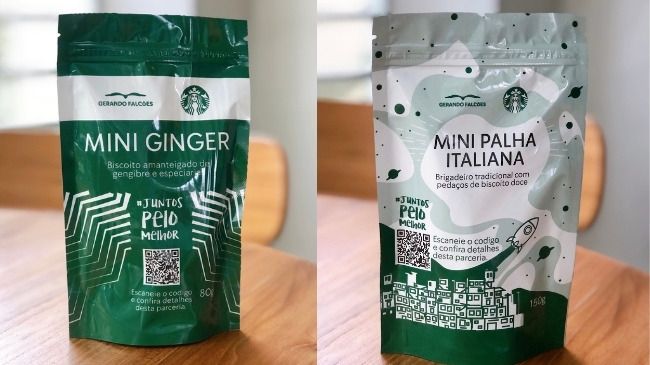 GERANDO FALCÕES
MINI GINGER
Biscoito amanteigado de
gengibre e especiarias
#JUNTOS
PELO
MELHOR
Escaneie o codigo
e confira detalhes
desta parceria.
80g
GERANDO FALCÕES
MINI PALHA
ITALIANA
Brigadeiro tradicional com
pedaços de biscoito doce
#JUNTOS
PELO
MELHOR
Escaneie o codigo
e confira detalhes
desta parceria.
150g